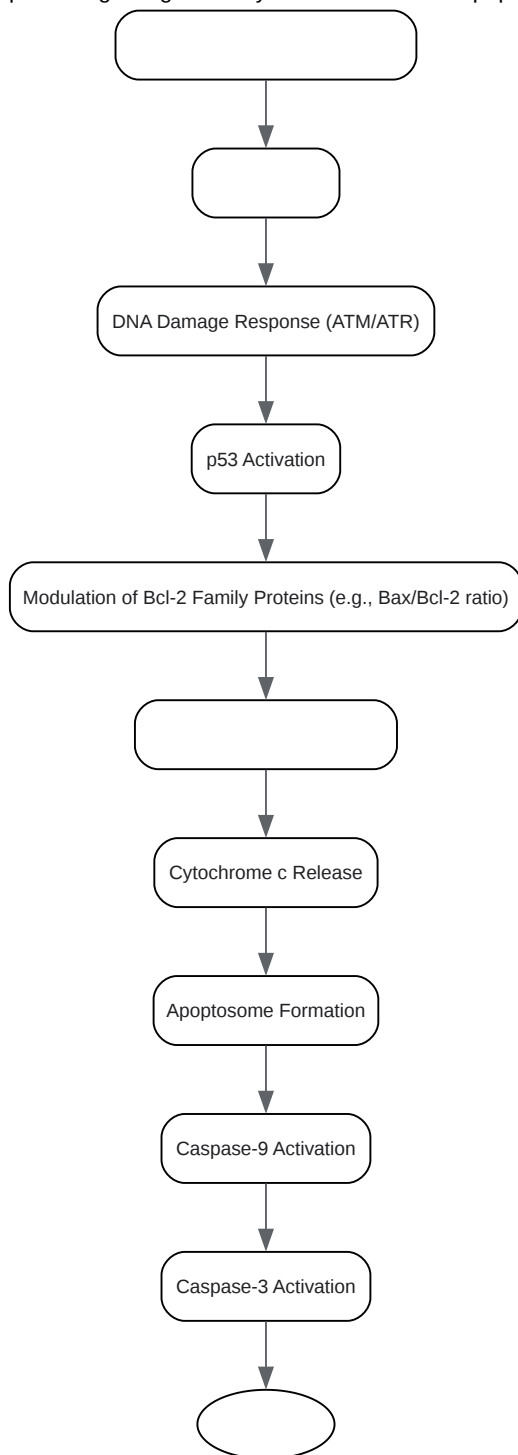 DNA Damage Response (ATM/ATR)
p53 Activation
Modulation of Bcl-2 Family Proteins (e.g., Bax/Bcl-2 ratio)
Cytochrome c Release
Apoptosome Formation
Caspase-9 Activation
Caspase-3 Activation